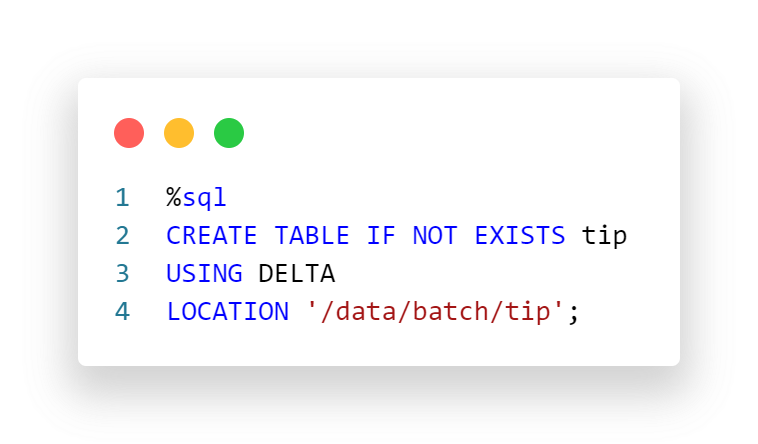 1 %sql
2 CREATE TABLE IF NOT EXISTS tip
3 USING DELTA
4 LOCATION '/data/batch/tip';